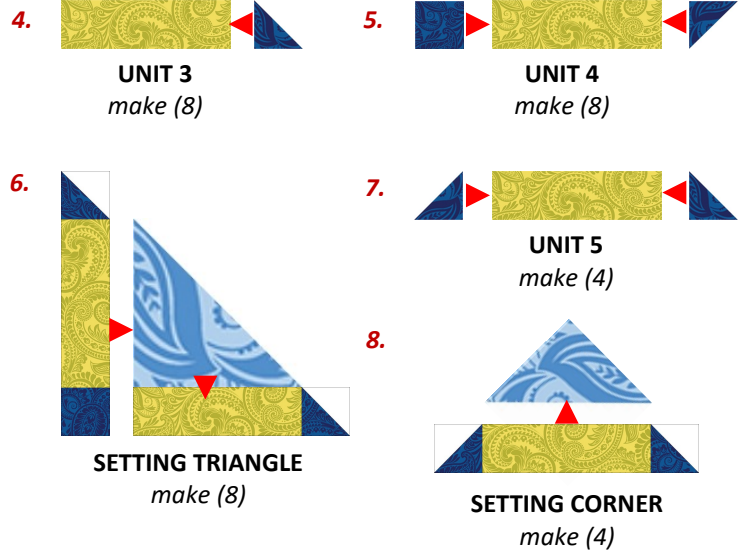 4.
UNIT 3
make (8)
5.
UNIT 4
make (8)
6.
SETTING TRIANGLE
make (8)
7.
UNIT 5
make (4)
8.
SETTING CORNER
make (4)